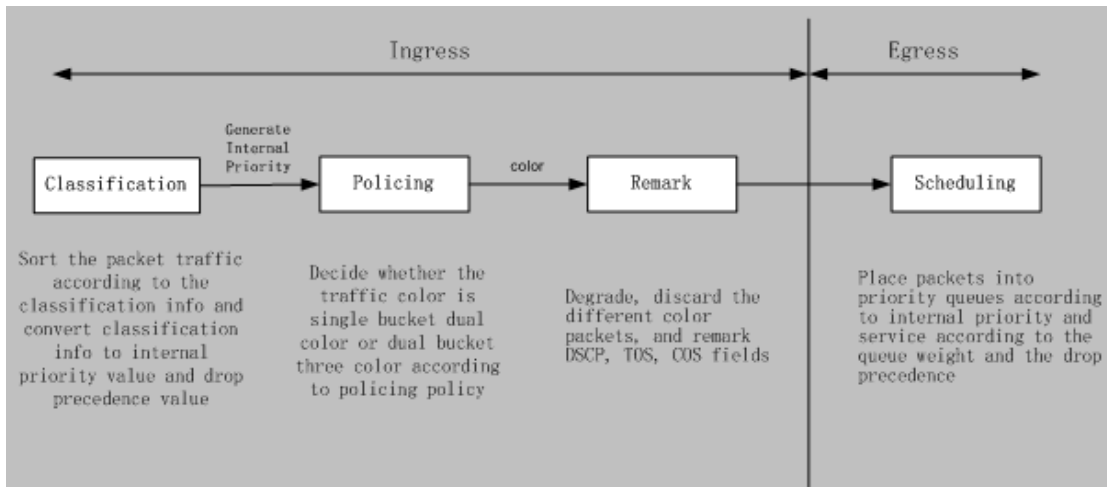 Ingress
Egress
Generate
Internal
Priority
color
Classification
Policing
Remark
Scheduling
Sort the packet traffic
according to the
classification info and
convert classification
info to internal
priority value and drop
precedence value
Decide whether the
traffic color is
single bucket dual
color or dual bucket
three color according
to policing policy
Degrade, discard the
different color
packets, and remark
DSCP, TOS, COS fields
Place packets into
priority queues according
to internal priority and
service according to the
queue weight and the drop
precedence